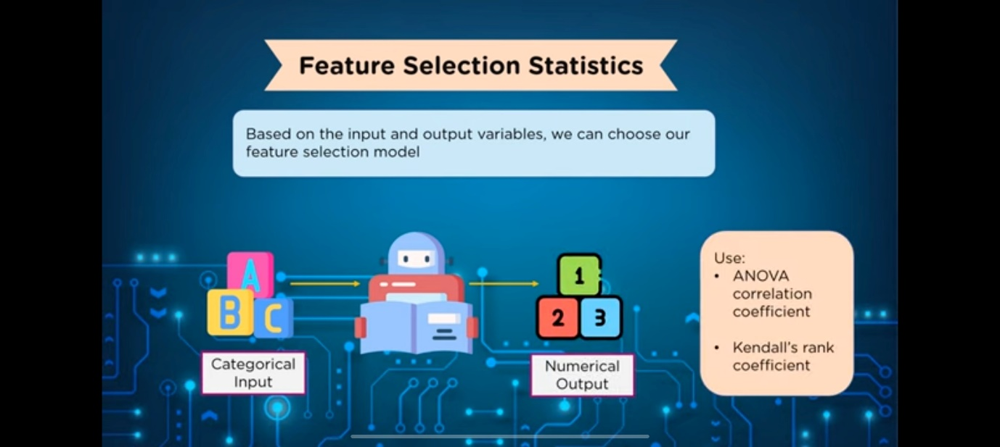 Feature Selection Statistics
Based on the input and output variables, we can choose our
feature selection model
A
B C
Categorical
Input
1
2 3
Numerical
Output
Use:
• ANOVA
correlation
coefficient
• Kendall's rank
coefficient